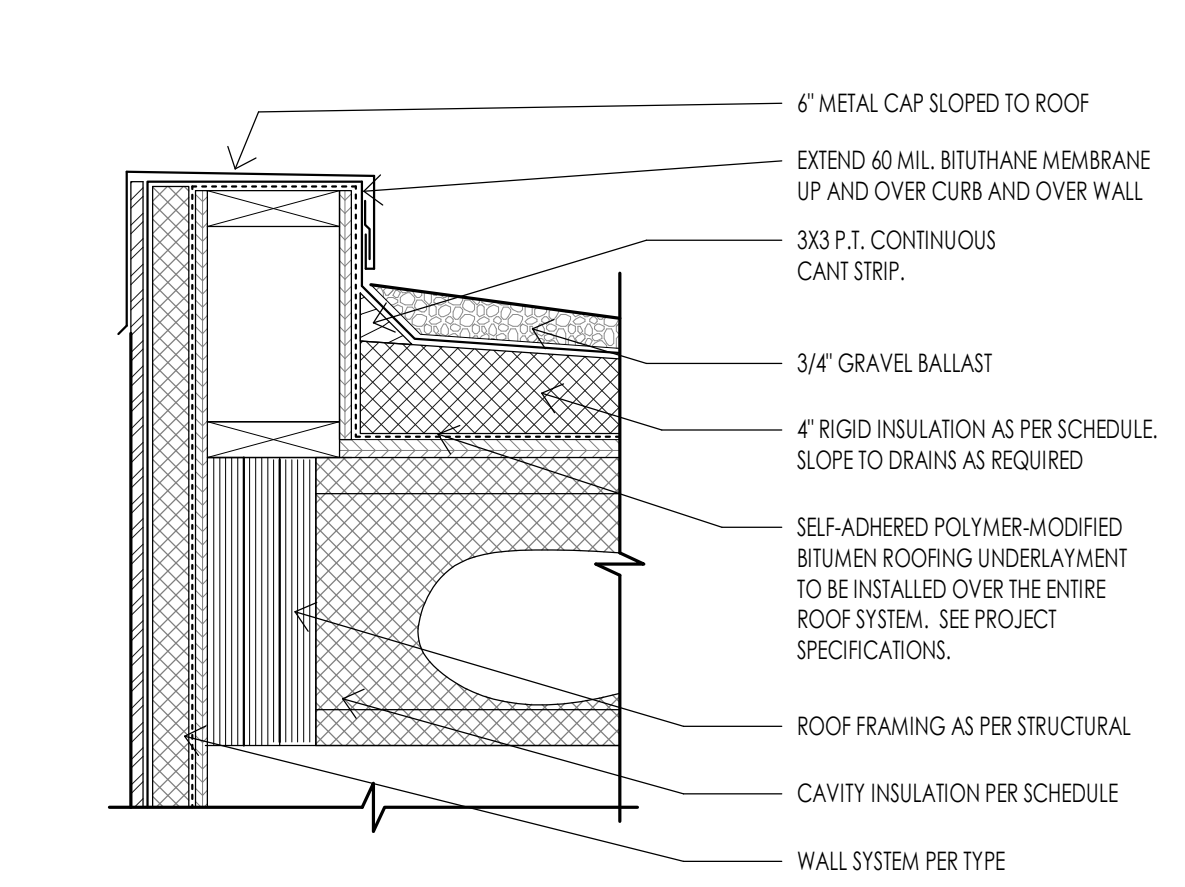 6" METAL CAP SLOPED TO ROOF
EXTEND 60 MIL. BITUTHANE MEMBRANE
UP AND OVER CURB AND OVER WALL
3X3 P.T. CONTINUOUS
CANT STRIP.
3/4" GRAVEL BALLAST
4" RIGID INSULATION AS PER SCHEDULE.
SLOPE TO DRAINS AS REQUIRED
SELF-ADHERED POLYMER-MODIFIED
BITUMEN ROOFING UNDERLAYMENT
TO BE INSTALLED OVER THE ENTIRE
ROOF SYSTEM. SEE PROJECT
SPECIFICATIONS.
ROOF FRAMING AS PER STRUCTURAL
CAVITY INSULATION PER SCHEDULE
WALL SYSTEM PER TYPE